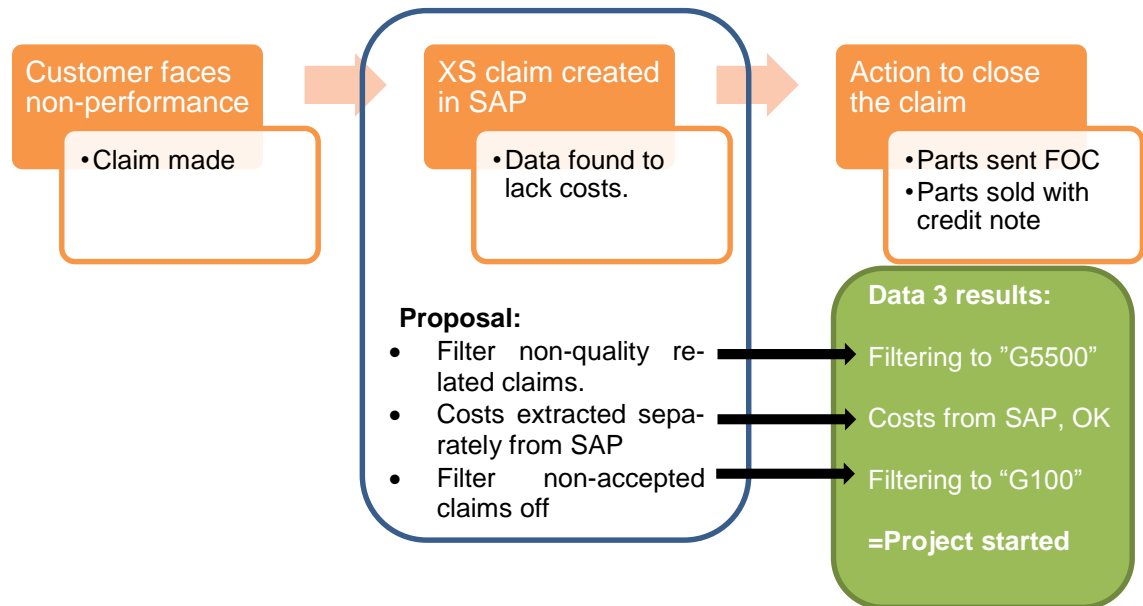 Customer faces
non-performance
•Claim made
XS claim created
in SAP
•Data found to
lack costs.
Action to close
the claim
•Parts sent FOC
•Parts sold with
credit note
Proposal:
• Filter non-quality re-
lated claims.
• Costs extracted sepa-
rately from SAP
• Filter non-accepted
claims off
Data 3 results:
Filtering to ”G5500”
Costs from SAP, OK
Filtering to “G100”
=Project started